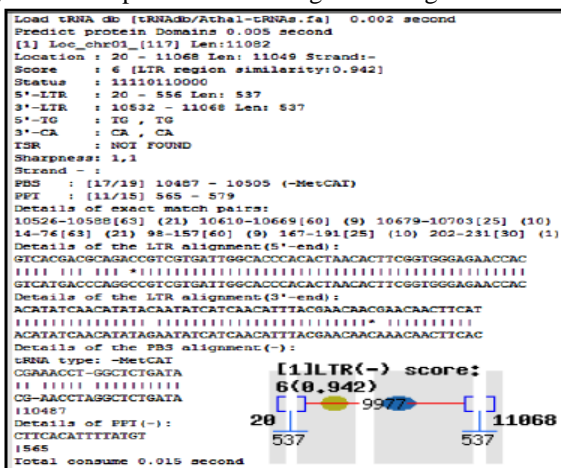 Load tRNA db [tRNAdb/Athal-tRNAs.fa] 0.002 second
Predict protein Domains 0.005 second
[1] Loc_chr01_[117] Len:11082
Location : 20 - 11068 Len: 11049 Strand:-
Score : 6 [LTR region similarity:0.942]
Status : 11110110000
5'-LTR : 20 - 556 Len: 537
3'-LTR : 10532 - 11068 Len: 537
5'-TG : TG , TG
3'-CA : CA , CA
TSR : NOT FOUND
Sharpness: 1,1
Strand - :
PBS : [17/19] 10487 - 10505 (-MetCAT)
PPT : [11/15] 565 - 579
Details of exact match pairs:
10526-10588[63] (21) 10610-10669[60] (9) 10679-10703[25] (10)
14-76[63] (21) 98-157[60] (9) 167-191[25] (10) 202-231[30] (1)
Details of the LTR alignment(5'-end):
GTCACGACGCAGACCGTCGTGATTGGCACCCACACTAACACTTCGGTGGGAGAACCAC
|||| ||| ||| *||||||||||||||||||||||||||||||||||||||||||||
GTCATGACCCAGGCCGTCGTGATTGGCACCCACACTAACACTTCGGTGGGAGAACCAC
Details of the LTR alignment(3'-end):
ACATATCAACATATACAATATCATCAACATTTACGAACAACGAACAACTTCAT
||||||||||||||| |||||||||||||||||||||||||* ||||||||||
ACATATCAACATATAGAATATCATCAACATTTACGAACAACAAACAACTTCAC
Details of the PBS alignment(-):
tRNA type: -MetCAT
CGAAACCT-GGCTCTGATA
|| ||||| ||||||||||
CG-AACCTAGGCTCTGATA
|10487
Details of PPT(-):
CTTCACATTTTATGT
|565
Total consume 0.015 second
[1]LTR(-) score:
6(0.942)
9977
20
11068
537
537